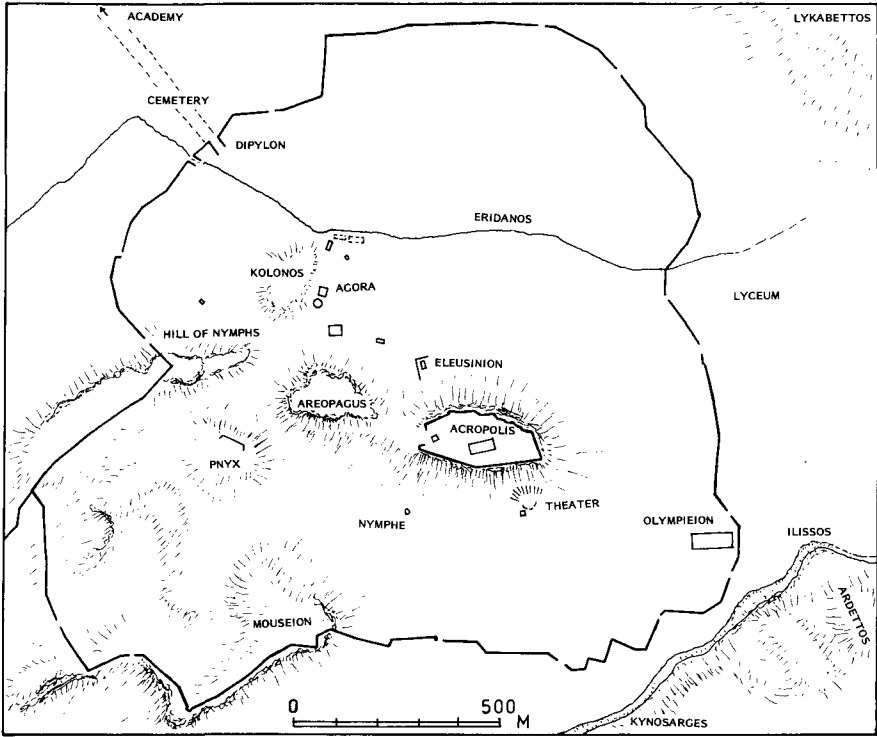 ACADEMY
LYKABETTOS
CEMETERY
DIPYLON
ERIDANOS
KOLONOS
AGORA
LYCEUM
HILL OF NYMPHS
ELEUSINION
AREOPAGUS
ACROPOLIS
PNYX
THEATER
NYMPHE
OLYMPIEION
ILISSOS
ARDETTOS
MOUSEION
0 500
M
KYNOSARGES